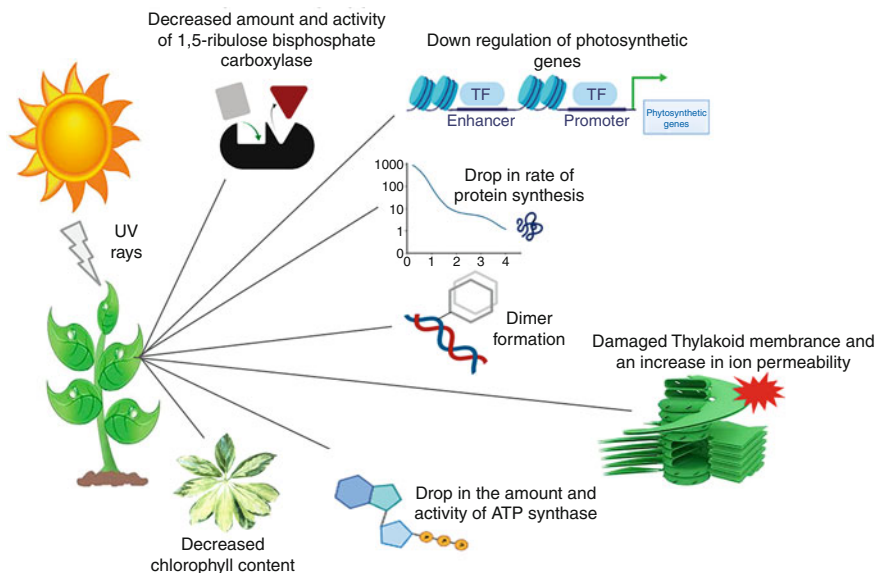 Decreased amount and activity
of 1,5-ribulose bisphosphate
carboxylase
Down regulation of photosynthetic
genes
TF
TF
Enhancer
Promoter
Phytosynthetic
genes
UV
rays
Drop in rate of
protein synthesis
1000
100
10
1
0
0
1
2
3
4
Dimer
formation
Damaged Thylakoid membrance and
an increase in ion permeability
Drop in the amount and
activity of ATP synthase
Decreased
chlorophyll content